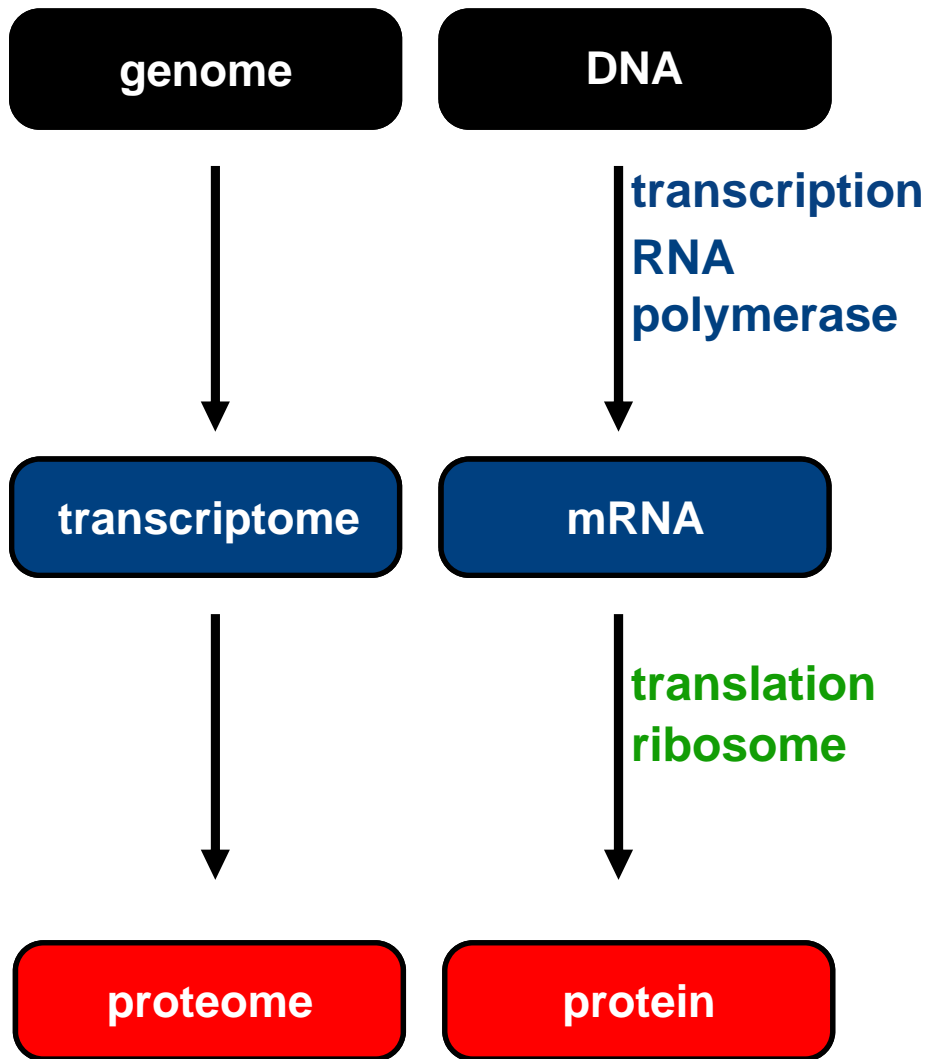 genome
DNA
transcription
RNA
polymerase
transcriptome
mRNA
translation
ribosome
proteome
protein